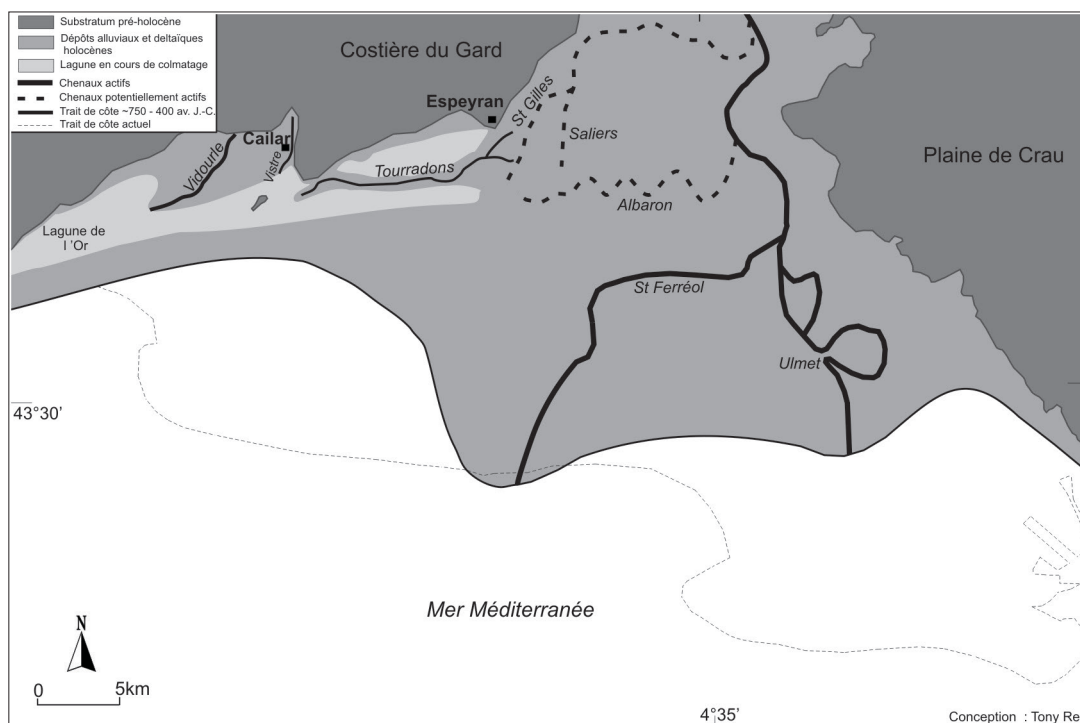 Substratum pré-holocène
Dépôts alluviaux et deltaïques
holocènes
Lagune en cours de colmatage
Chenaux actifs
Chenaux potentiellement actifs
Trait de côte ~750 - 400 av. J.-C.
Trait de côte actuel
Costière du Gard
Espeyran
St Gilles
Saliers
Cailar
Vidourle
Vistre
Tourradons
Plaine de Crau
Albaron
Lagune de
l 'Or
St Ferréol
Ulmet
43°30’
Mer Méditerranée
N
0
5km
4°35’
Conception : Tony Re